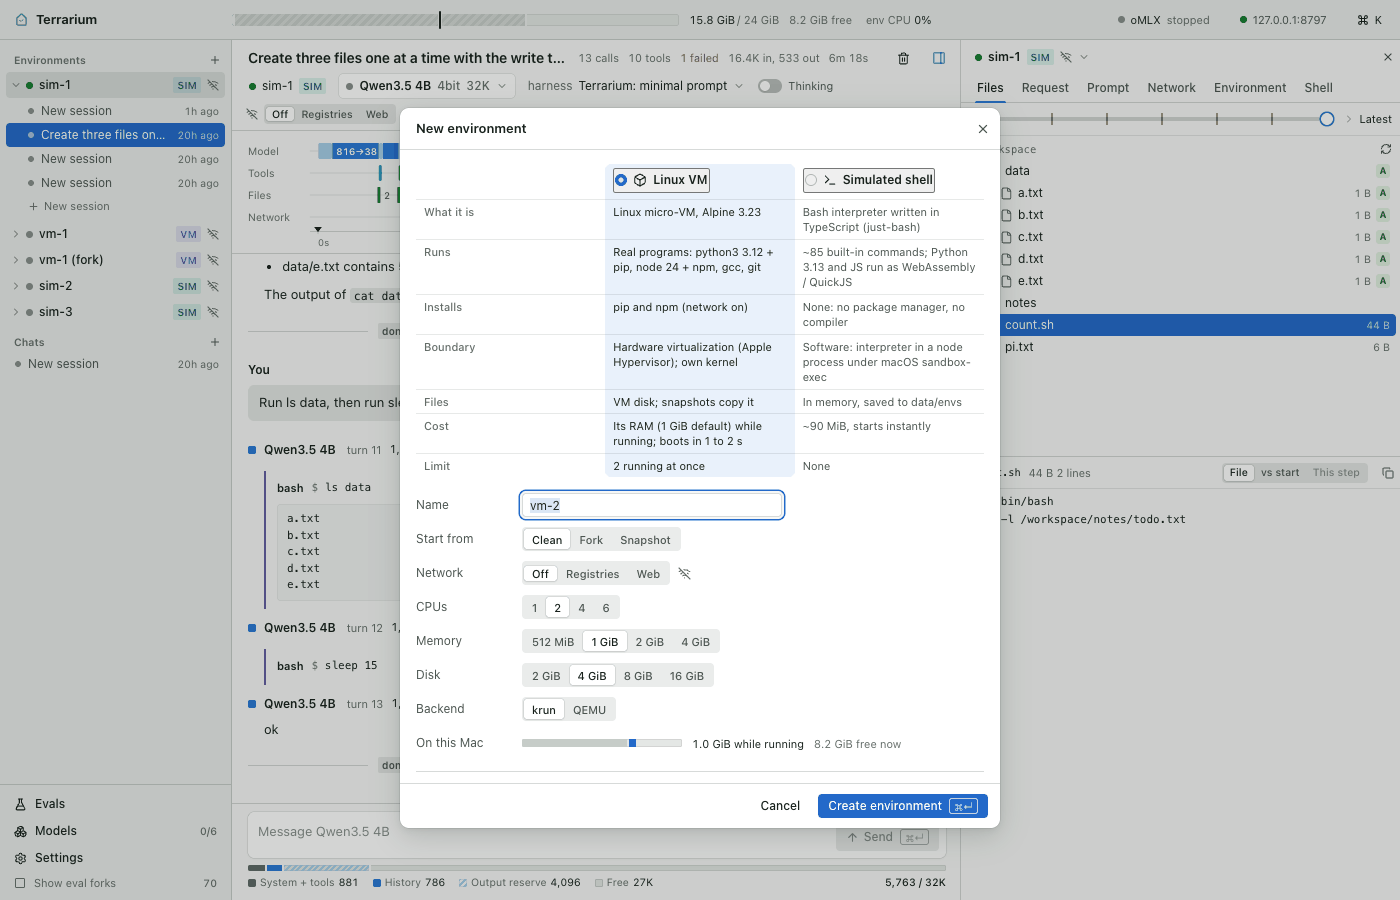 Terrarium
15.8 GiB / 24 GiB 8.2 GiB free env CPU 0%
oMLX stopped
127.0.0.1:8797
⌘ K
Environments
sim-1 SIM
New session 1h ago
Create three files on... 20h ago
New session 20h ago
New session 20h ago
New session
vm-1 VM
vm-1 (fork) VM
sim-2 SIM
sim-3 SIM
Chats
New session 20h ago
Evals
Models 0/6
Settings
Show eval forks 70
Create three files one at a time with the write t... 13 calls 10 tools 1 failed 16.4K in, 533 out 6m 18s
sim-1 SIM Qwen3.5 4B 4bit 32K harness Terrarium: minimal prompt Thinking
Off Registries Web
Model 816→38
Tools
Files 2
Network
0s
data/e.txt contains
The output of cat dat
don
You
Run ls data, then run sle
Qwen3.5 4B turn 11 1,
bash $ ls data
a.txt
b.txt
c.txt
d.txt
e.txt
Qwen3.5 4B turn 12 1,
bash $ sleep 15
Qwen3.5 4B turn 13 1,
ok
don
Message Qwen3.5 4B
Send ⌘↵
System + tools 881 History 786 Output reserve 4,096 Free 27K 5,763 / 32K
New environment
Linux VM Simulated shell
What it is Linux micro-VM, Alpine 3.23 Bash interpreter written in
TypeScript (just-bash)
Runs Real programs: python3 3.12 + ~85 built-in commands; Python
pip, node 24 + npm, gcc, git 3.13 and JS run as WebAssembly
/ QuickJS
Installs pip and npm (network on) None: no package manager, no
compiler
Boundary Hardware virtualization (Apple Software: interpreter in a node
Hypervisor); own kernel process under macOS sandbox-
exec
Files VM disk; snapshots copy it In memory, saved to data/envs
Cost Its RAM (1 GiB default) while ~90 MiB, starts instantly
running; boots in 1 to 2 s
Limit 2 running at once None
Name vm-2
Start from Clean Fork Snapshot
Network Off Registries Web
CPUs 1 2 4 6
Memory 512 MiB 1 GiB 2 GiB 4 GiB
Disk 2 GiB 4 GiB 8 GiB 16 GiB
Backend krun QEMU
On this Mac 1.0 GiB while running 8.2 GiB free now
Cancel Create environment ⌘↵
sim-1 SIM
Files Request Prompt Network Environment Shell
Latest
kspace
data A
a.txt 1 B A
b.txt 1 B A
c.txt 1 B A
d.txt 1 B A
e.txt 1 B A
notes
count.sh 44 B
pi.txt 6 B
.sh 44 B 2 lines File vs start This step
bin/bash
-l /workspace/notes/todo.txt